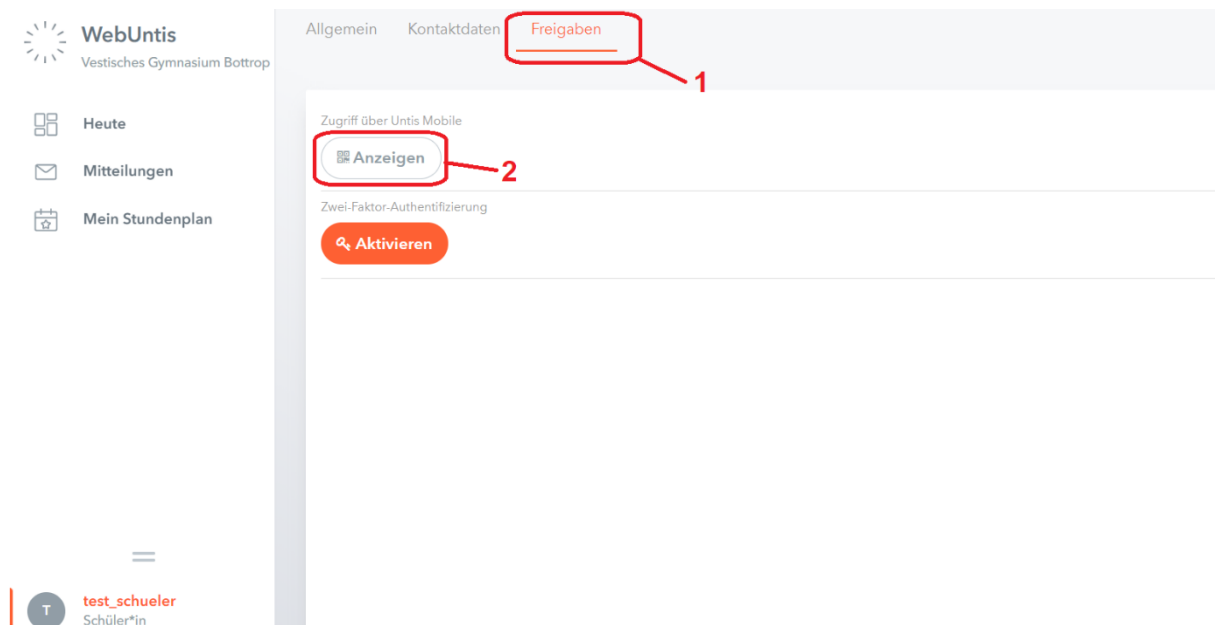 WebUntis
Vestisches Gymnasium Bottrop
Heute
Mitteilungen
Mein Stundenplan
test_schueler
T
Schüler*in
Allgemein Kontaktdaten Freigaben
1
Zugriff über Untis Mobile
Anzeigen
2
Zwei-Faktor-Authentifizierung
Aktivieren